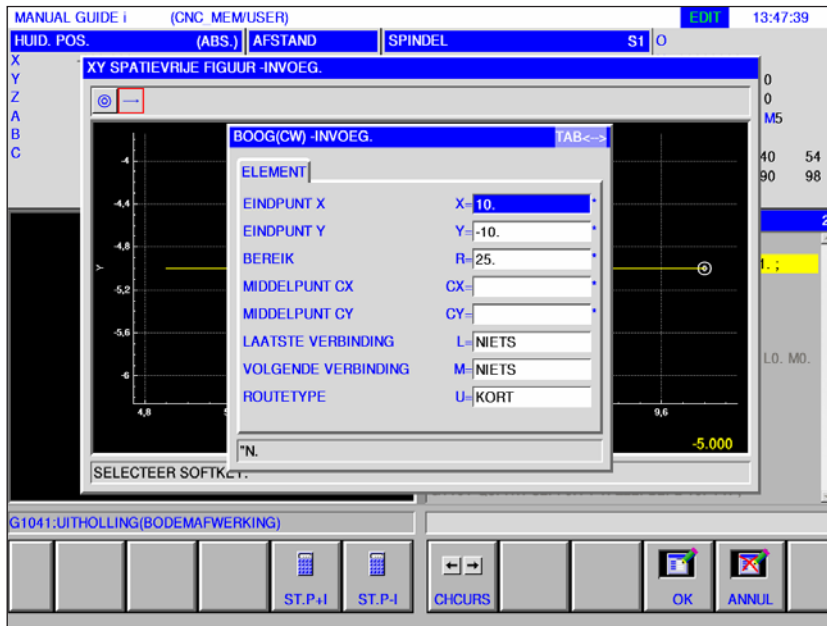 MANUAL GUIDE i (CNC_MEM/USER) EDIT 13:47:39
HUID. POS. (ABS.) AFSTAND SPINDEL S1 O
X
Y 0
Z 0
A M5
B
C 40 54
90 98
XY SPATIEVRIJE FIGUUR -INVOEG.
BOOG(CW) -INVOEG. TAB<-->
ELEMENT
EINDPUNT X X= 10. *
EINDPUNT Y Y= -10. *
BEREIK R= 25. *
MIDDELPUNT CX CX= *
MIDDELPUNT CY CY= *
LAATSTE VERBINDING L= NIETS
VOLGENDE VERBINDING M= NIETS
ROUTETYPE U= KORT
"N.
-4
-4,4
-4,8
Y
-5,2
-5,6
-6
4,8 9,6
-5.000
1. ;
L0. M0.
SELECTEER SOFTKEY.
G1041:UITHOLLING(BODEMAFWERKING)
ST.P+I ST.P-I CHCURS OK ANNUL